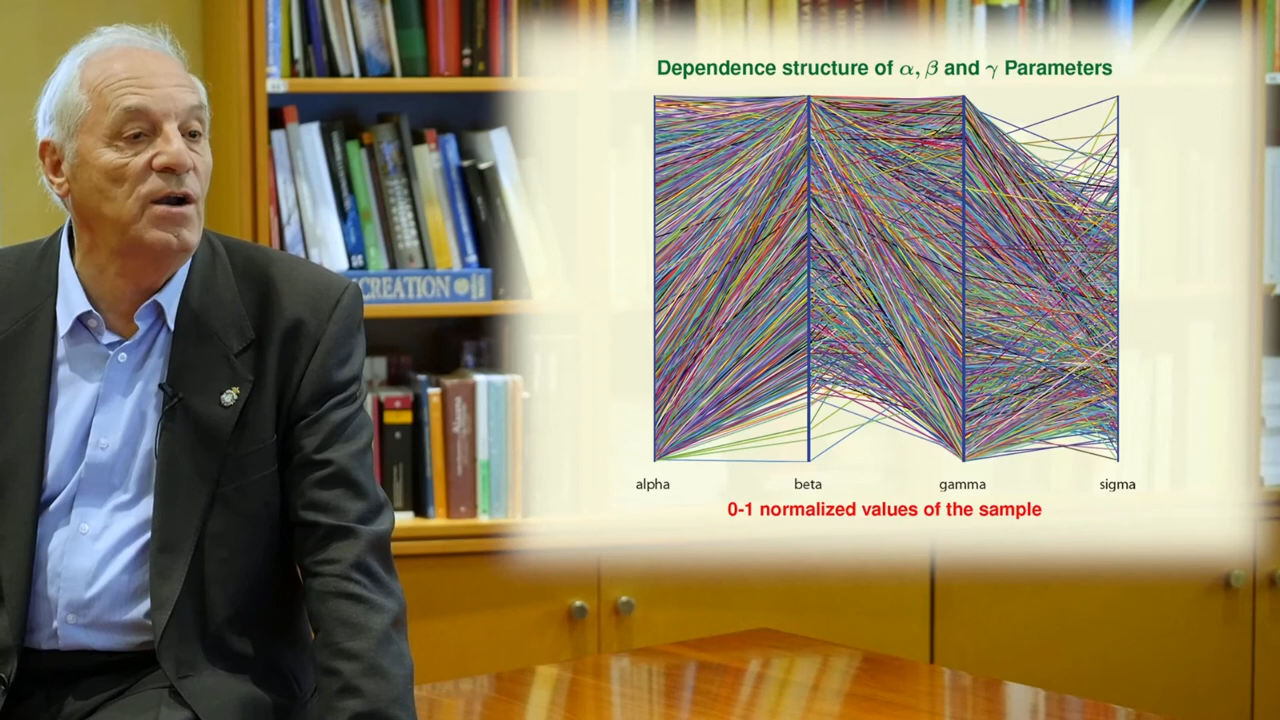 Dependence structure of α, β and γ Parameters
alpha
beta
gamma
sigma
0-1 normalized values of the sample
CREATION